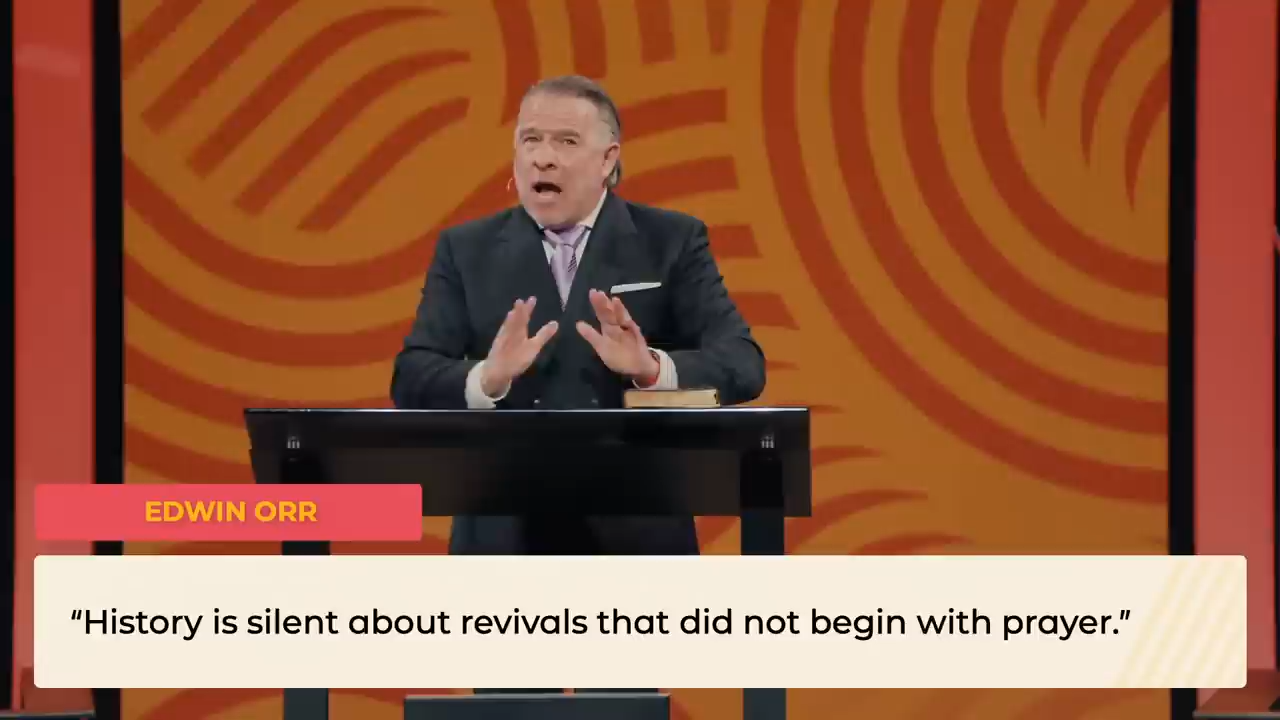 EDWIN ORR
“History is silent about revivals that did not begin with prayer.”